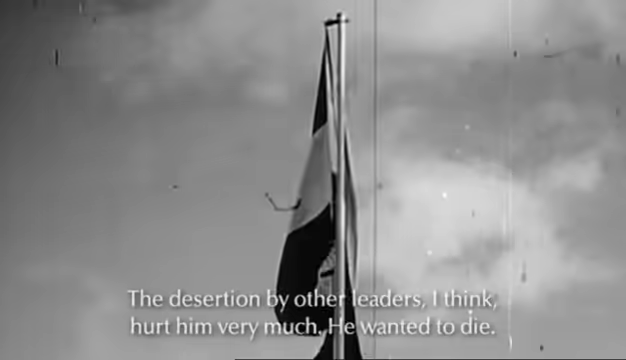 The desertion by other leaders, I think,
hurt him very much. He wanted to die.